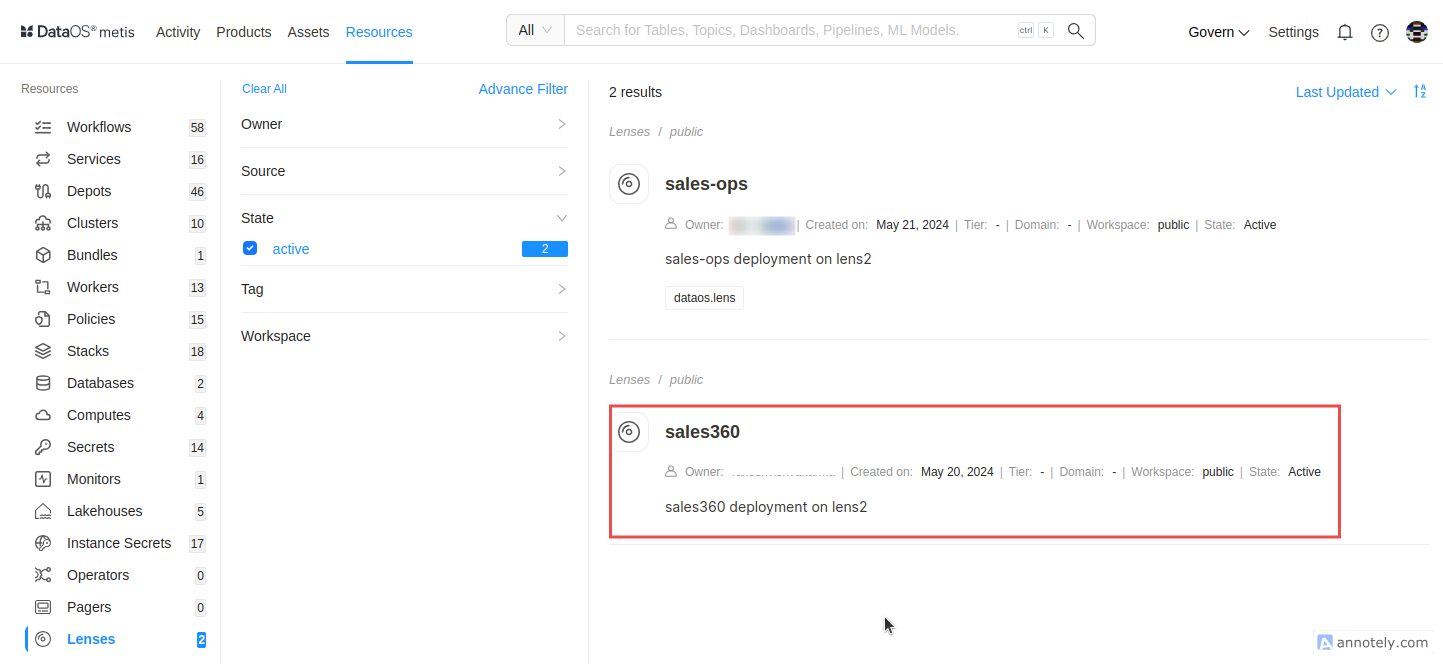 DataOS® metis Activity Products Assets Resources All Search for Tables, Topics, Dashboards, Pipelines, ML Models. ctrl K Govern Settings
Resources
Workflows 58
Services 16
Depots 46
Clusters 10
Bundles 1
Workers 13
Policies 15
Stacks 18
Databases 2
Computes 4
Secrets 14
Monitors 1
Lakehouses 5
Instance Secrets 17
Operators 0
Pagers 0
Lenses 2
Clear All Advance Filter
Owner
Source
State
active 2
Tag
Workspace
2 results Last Updated
Lenses / public
sales-ops
Owner: | Created on: May 21, 2024 | Tier: - | Domain: - | Workspace: public | State: Active
sales-ops deployment on lens2
dataos.lens
Lenses / public
sales360
Owner: | Created on: May 20, 2024 | Tier: - | Domain: - | Workspace: public | State: Active
sales360 deployment on lens2
annotely.com